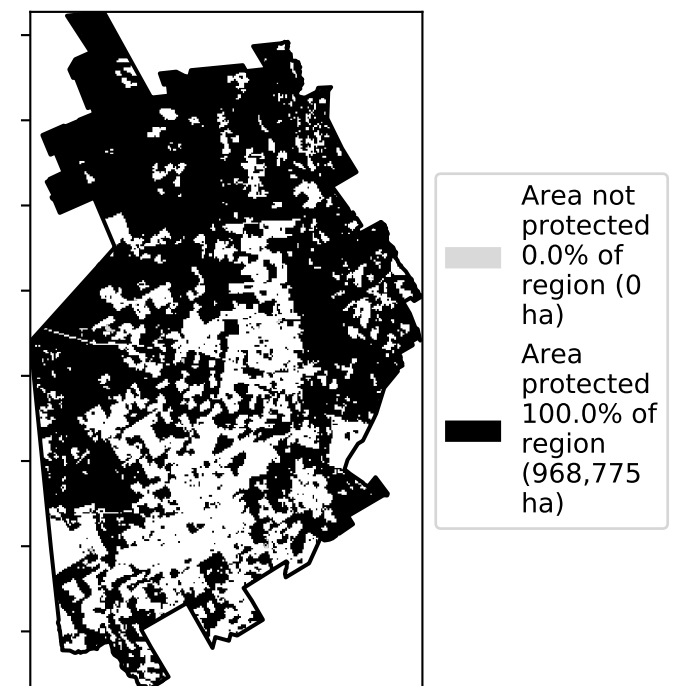 Area not
protected
0.0% of
region (0
ha)
Area
protected
100.0% of
region
(968,775
ha)